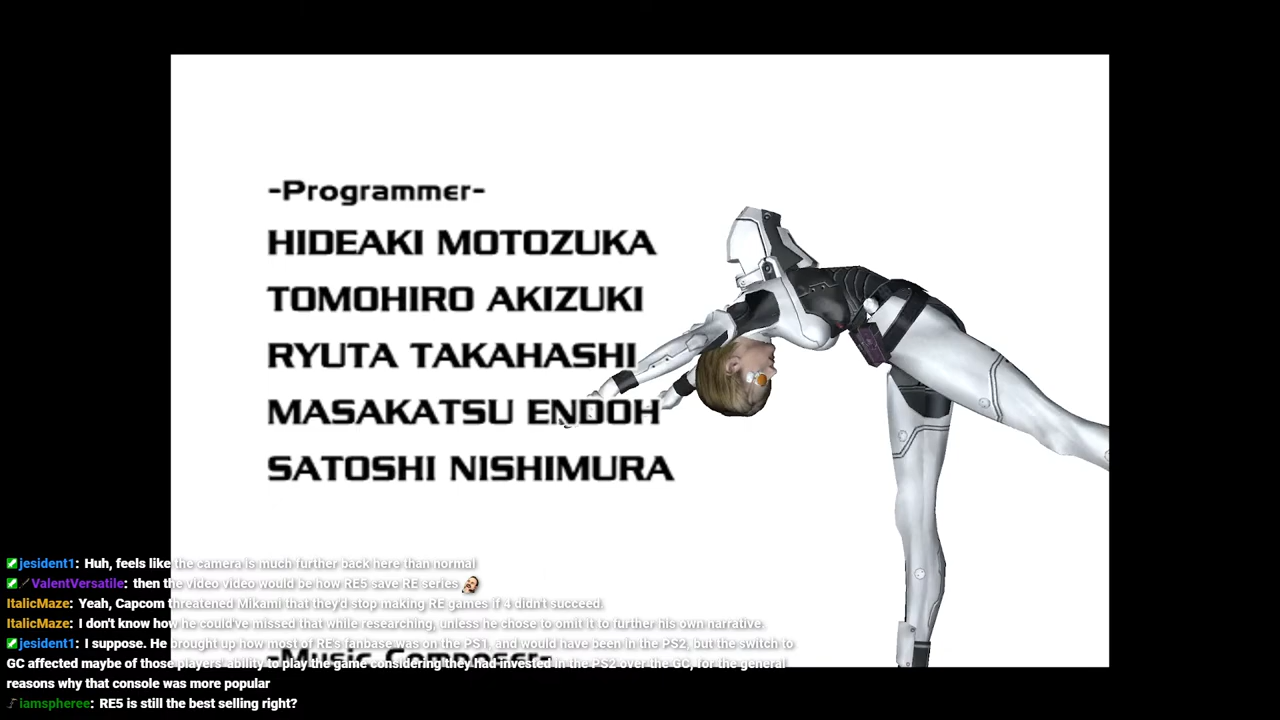 -Programmer-
HIDEAKI MOTOZUKA
TOMOHIRO AKIZUKI
RYUTA TAKAHASHI
MASAKATSU ENDOH
SATOSHI NISHIMURA
jesident1: Huh, feels like the camera is much further back here than normal
ValentVersatile: then the video video would be how RE5 save RE series
ItalicMaze: Yeah, Capcom threatened Mikami that they'd stop making RE games if 4 didn't succeed.
ItalicMaze: I don't know how he could've missed that while researching, unless he chose to omit it to further his own narrative.
jesident1: I suppose. He brought up how most of RE's fanbase was on the PS1, and would have been in the PS2, but the switch to
-Music Composer-
GC affected maybe of those players' ability to play the game considering they had invested in the PS2 over the GC, for the general
reasons why that console was more popular
iamspheree: RE5 is still the best selling right?